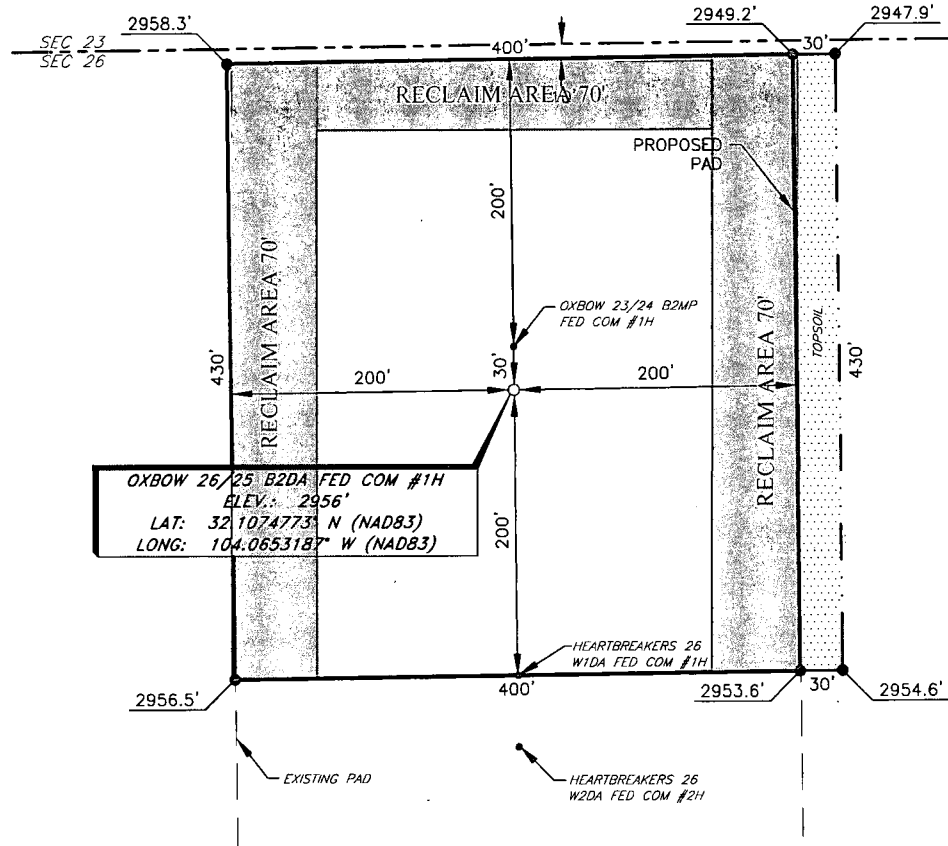 2958.3'
2949.2'
2947.9'
SEC 23
SEC 26
400'
30'
RECLAIM AREA 70'
PROPOSED
PAD
200'
OXBOW 23/24 B2MP
FED COM #1H
30'
RECLAIM AREA 70'
430'
200'
200'
RECLAIM AREA 70'
TOPSOIL
430'
OXBOW 26/25 B2DA FED COM #1H
ELEV.: 2956'
LAT: 32.1074773° N (NAD83)
LONG: 104.0653187° W (NAD83)
200'
HEARTBREAKERS 26
W1DA FED COM #1H
2956.5'
400'
2953.6'
30'
2954.6'
EXISTING PAD
HEARTBREAKERS 26
W2DA FED COM #2H